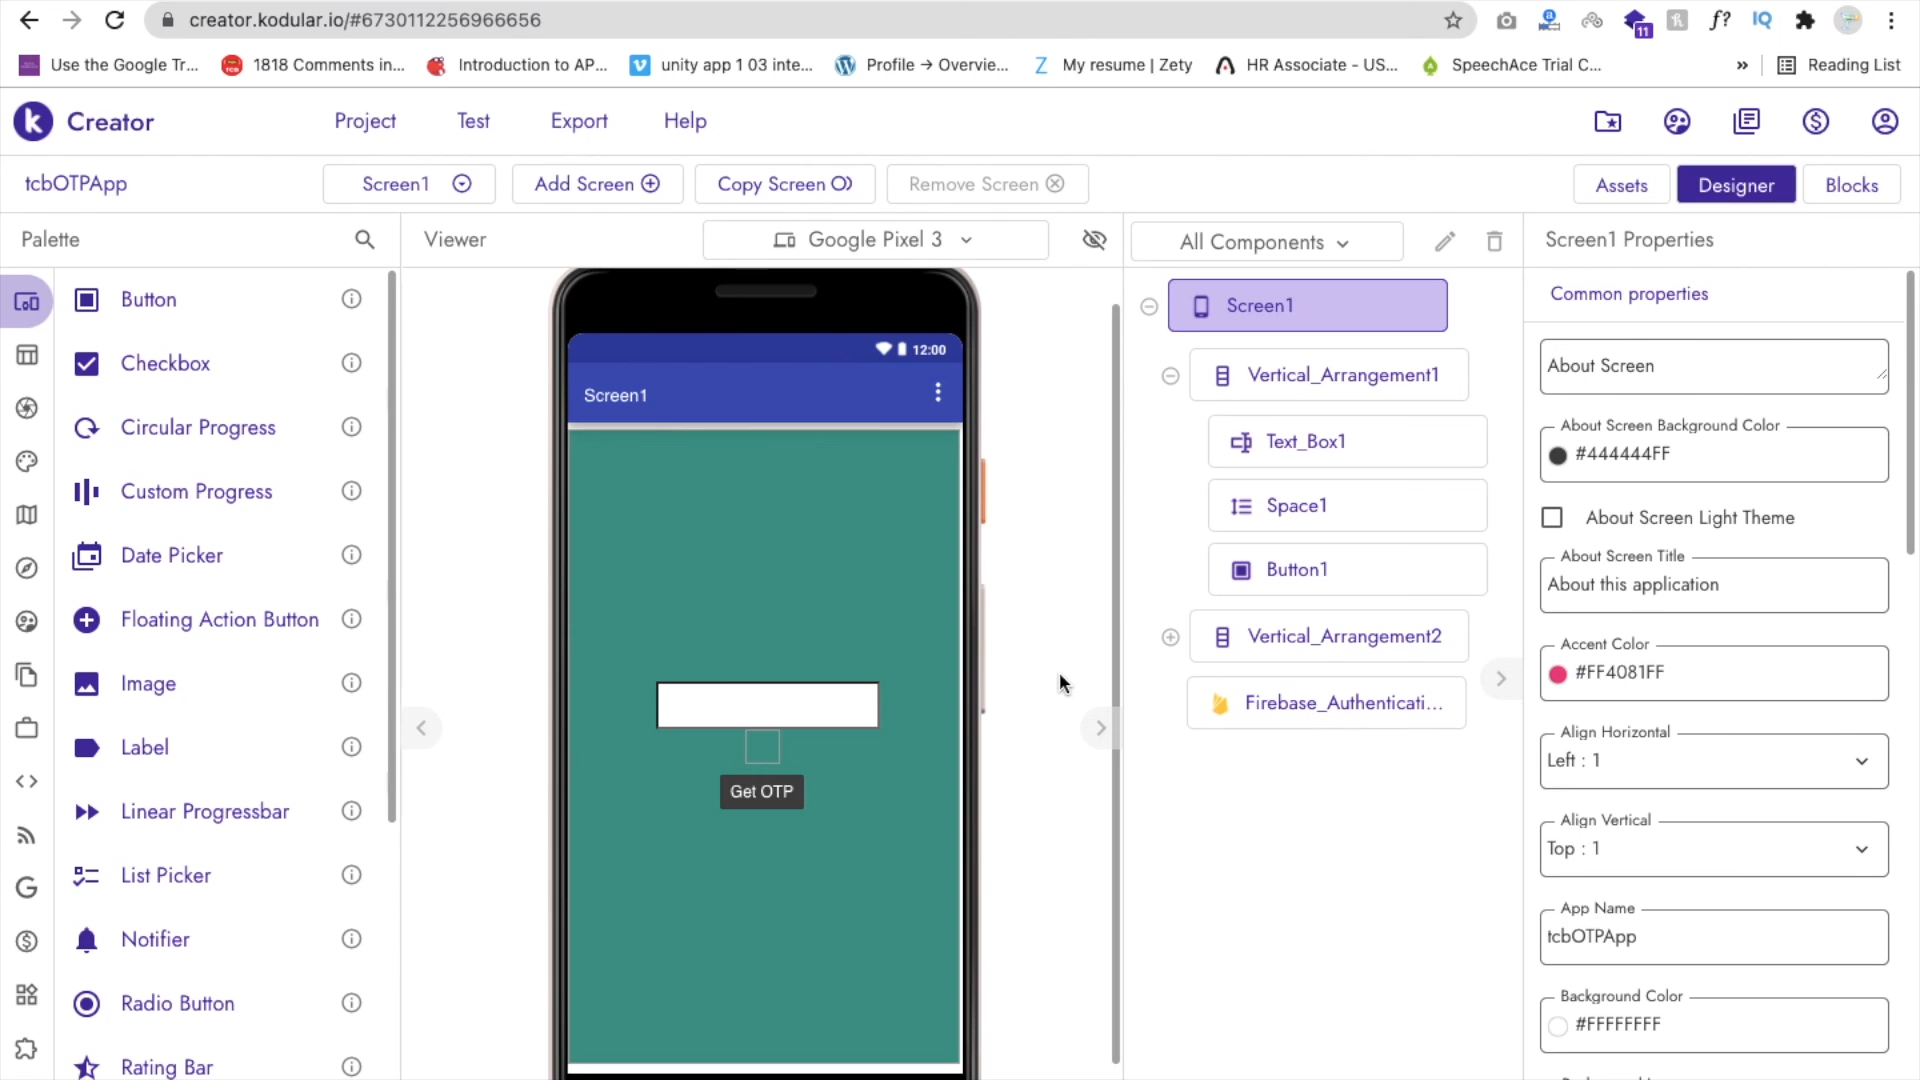 creator.kodular.io/#6730112256966656
11
f?
IQ
Use the Google Tr...
1818 Comments in...
Introduction to AP...
unity app 1 03 inte...
Profile → Overvie...
My resume | Zety
HR Associate - US...
SpeechAce Trial C...
»
Reading List
Creator
Project
Test
Export
Help
tcbOTPApp
Screen1
Add Screen
Copy Screen
Remove Screen
Assets
Designer
Blocks
Palette
Viewer
Google Pixel 3
All Components
Screen1 Properties
Button
Checkbox
Circular Progress
Custom Progress
Date Picker
Floating Action Button
Image
Label
Linear Progressbar
List Picker
Notifier
Radio Button
Rating Bar
12:00
Screen1
Get OTP
Screen1
Vertical_Arrangement1
Text_Box1
Space1
Button1
Vertical_Arrangement2
Firebase_Authenticati...
Common properties
About Screen
About Screen Background Color
#444444FF
About Screen Light Theme
About Screen Title
About this application
Accent Color
#FF4081FF
Align Horizontal
Left : 1
Align Vertical
Top : 1
App Name
tcbOTPApp
Background Color
#FFFFFFFF